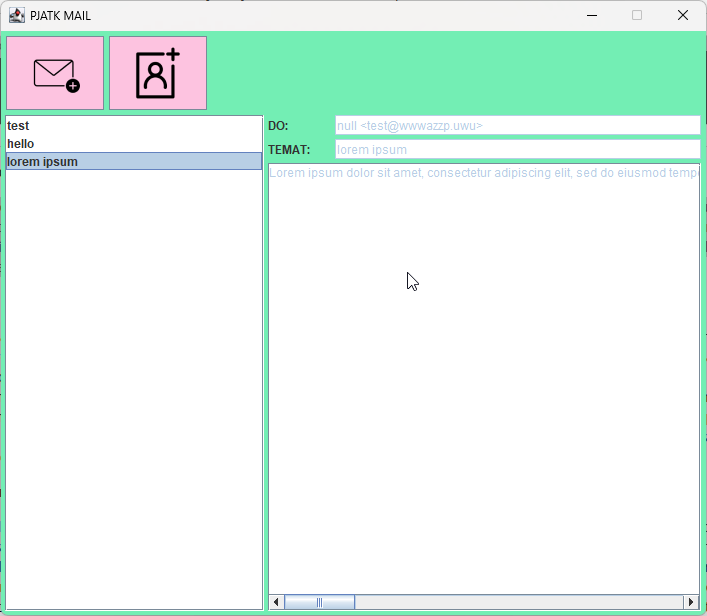 PJATK MAIL
test
hello
lorem ipsum
DO: null <test@wwwazzp.uwu>
TEMAT: lorem ipsum
Lorem ipsum dolor sit amet, consectetur adipiscing elit, sed do eiusmod temp